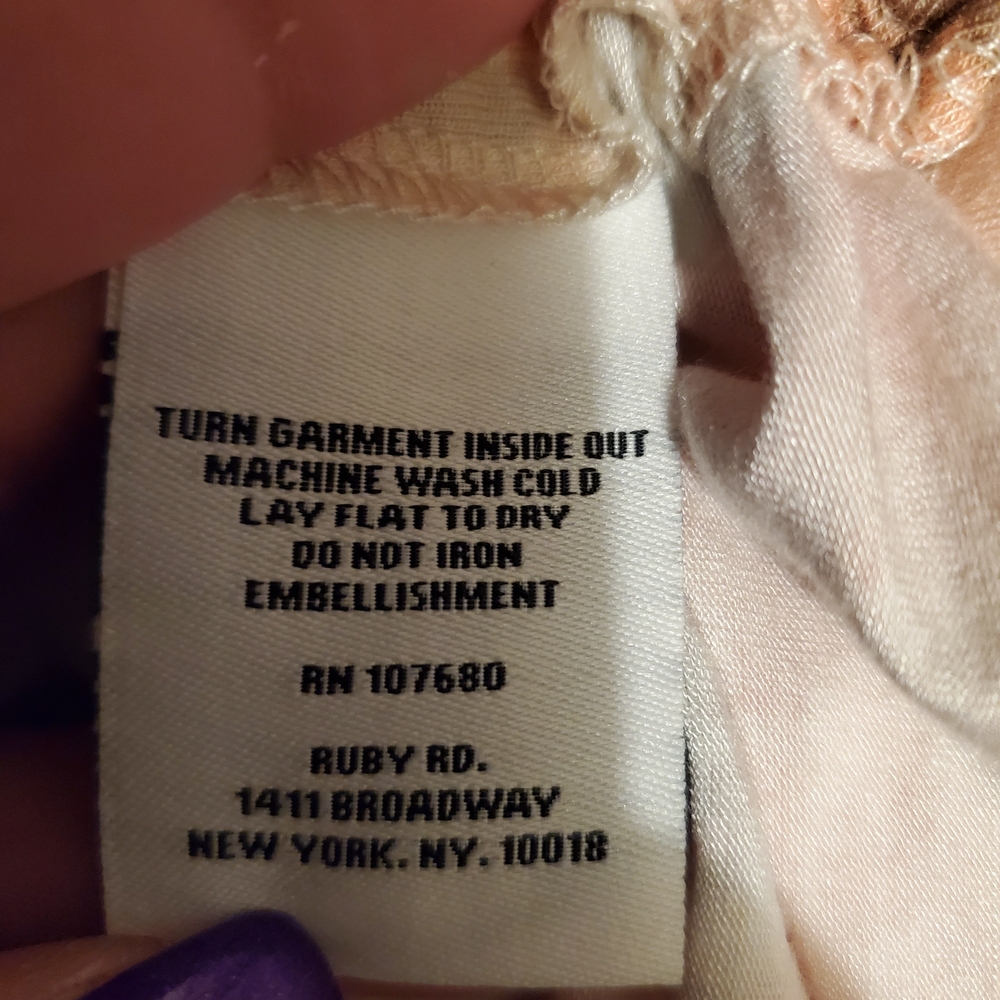 TURN GARMENT INSIDE OUT
MACHINE WASH COLD
LAY FLAT TO DRY
DO NOT IRON
EMBELLISHMENT
RN 107680
RUBY RD.
1411 BROADWAY
NEW YORK. NY. 10018